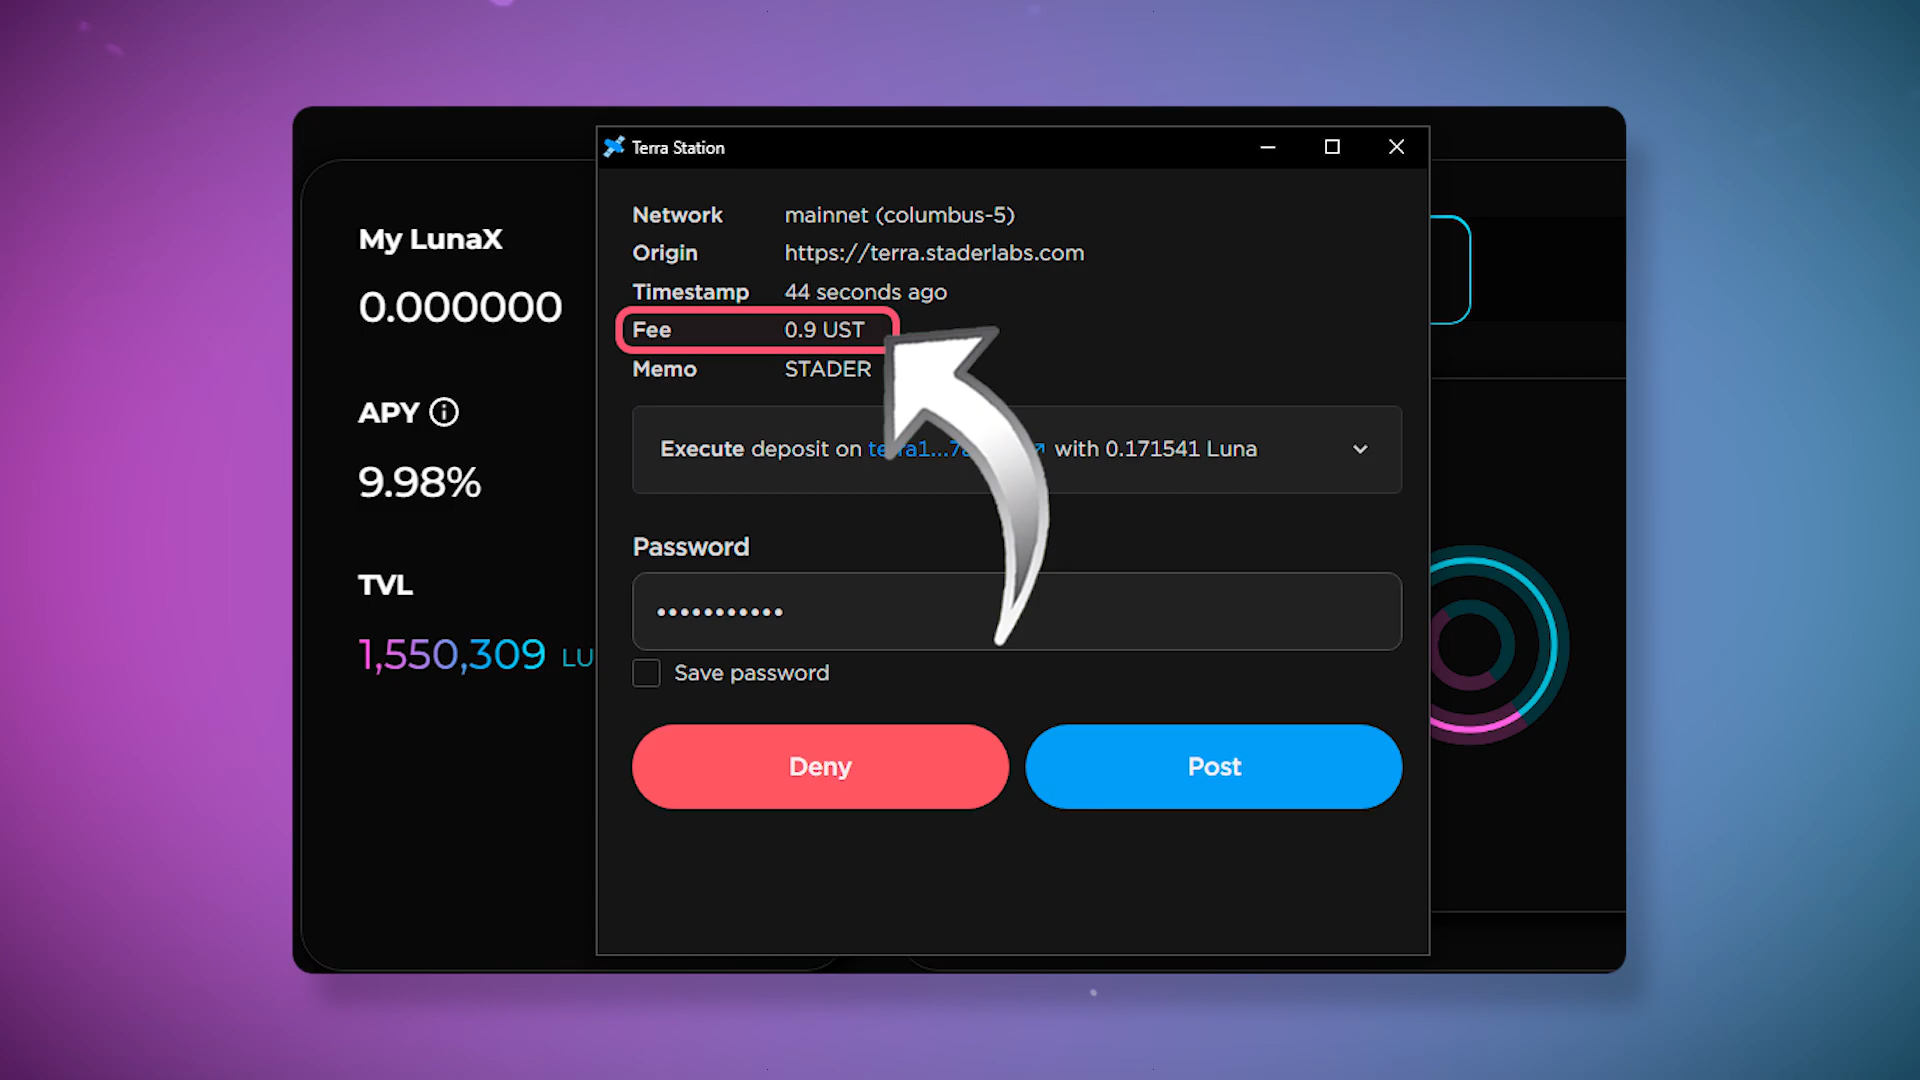 Terra Station
My LunaX
0.000000
APY
9.98%
TVL
1,550,309 LU
Network mainnet (columbus-5)
Origin https://terra.staderlabs.com
Timestamp 44 seconds ago
Fee 0.9 UST
Memo STADER
Execute deposit on with 0.171541 Luna
Password
Save password
Deny
Post